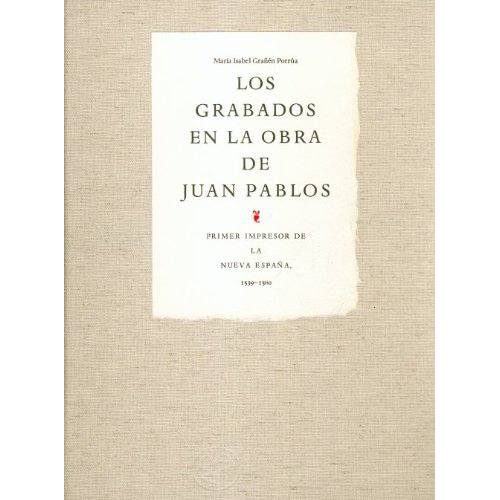 María Isabel Grañén Porrúa
LOS
GRABADOS
EN LA OBRA
DE
JUAN PABLOS
PRIMER IMPRESOR DE
LA
NUEVA ESPAÑA,
1539-1560